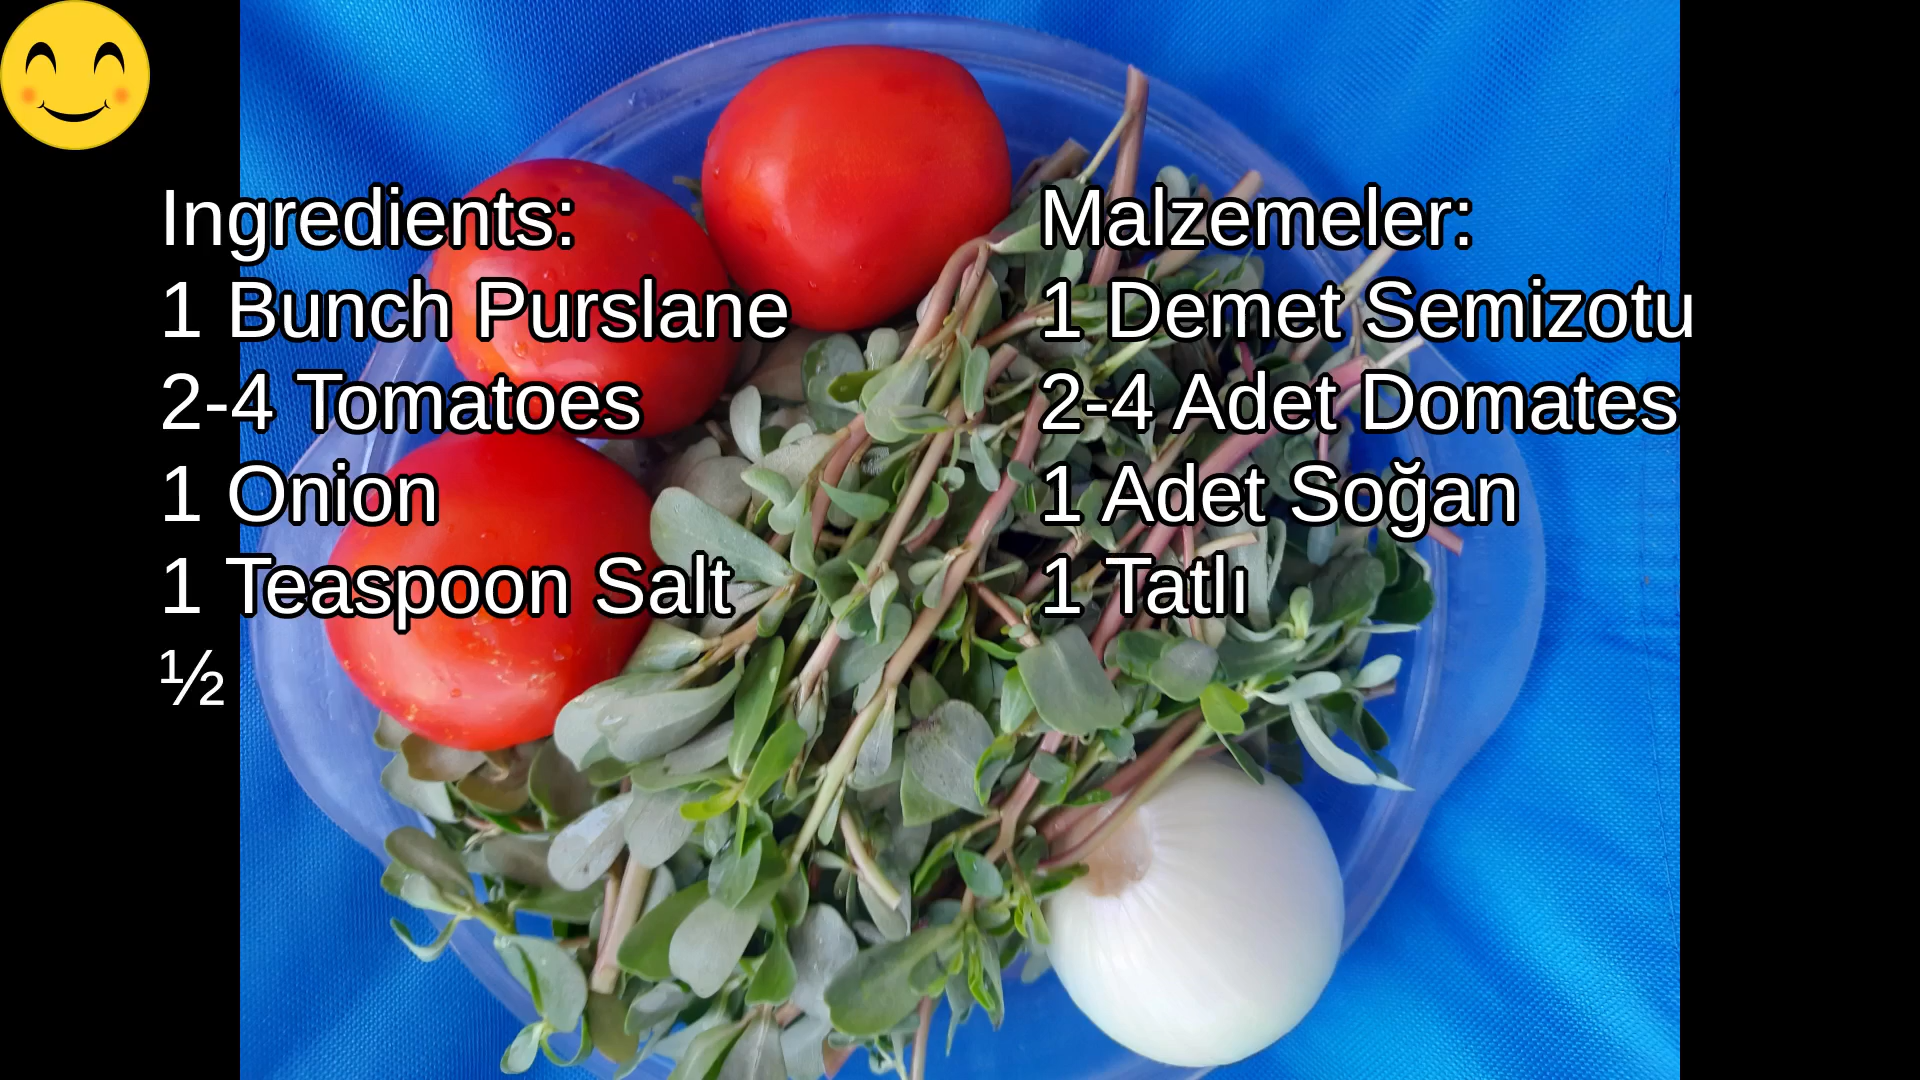 Ingredients:
1 Bunch Purslane
2-4 Tomatoes
1 Onion
1 Teaspoon Salt
½
Malzemeler:
1 Demet Semizotu
2-4 Adet Domates
1 Adet Soğan
1 Tatlı